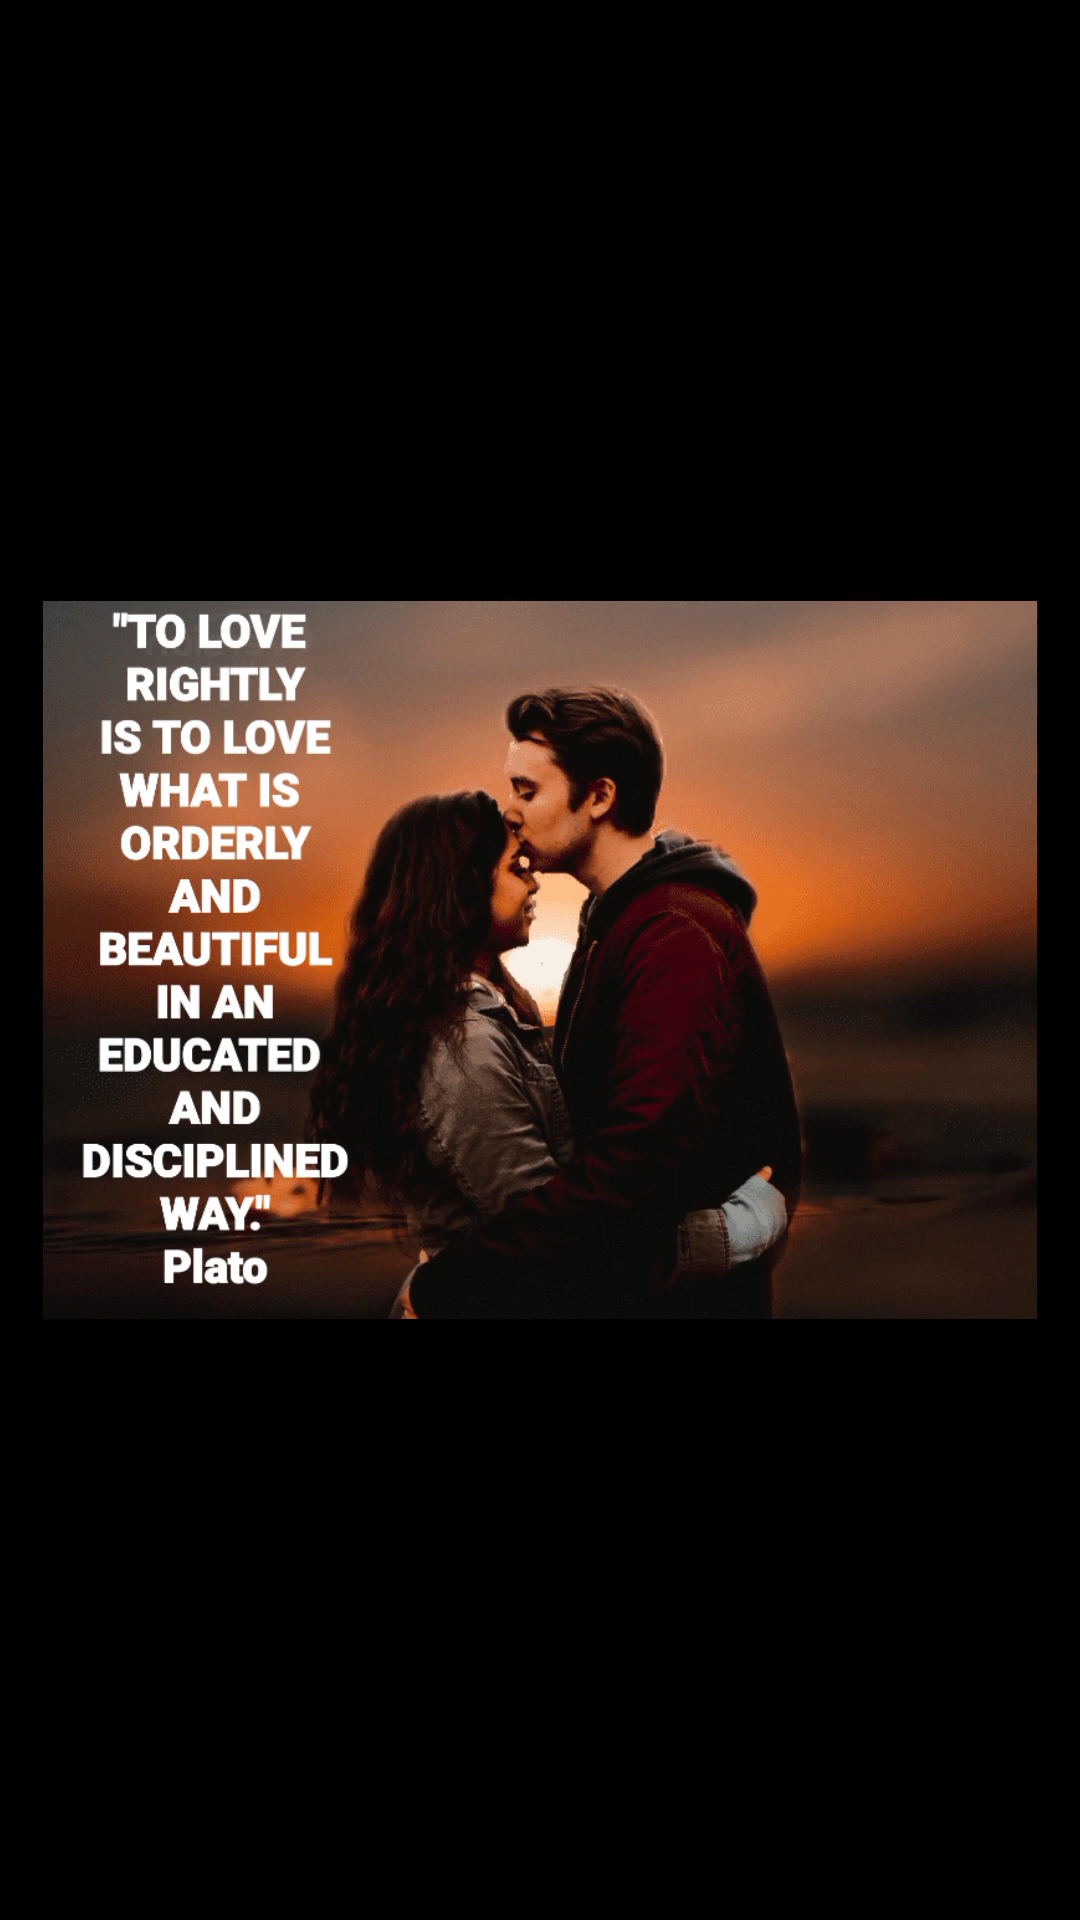 "TO LOVE
RIGHTLY
IS TO LOVE
WHAT IS
ORDERLY
AND
BEAUTIFUL
IN AN
EDUCATED
AND
DISCIPLINED
WAY."
Plato